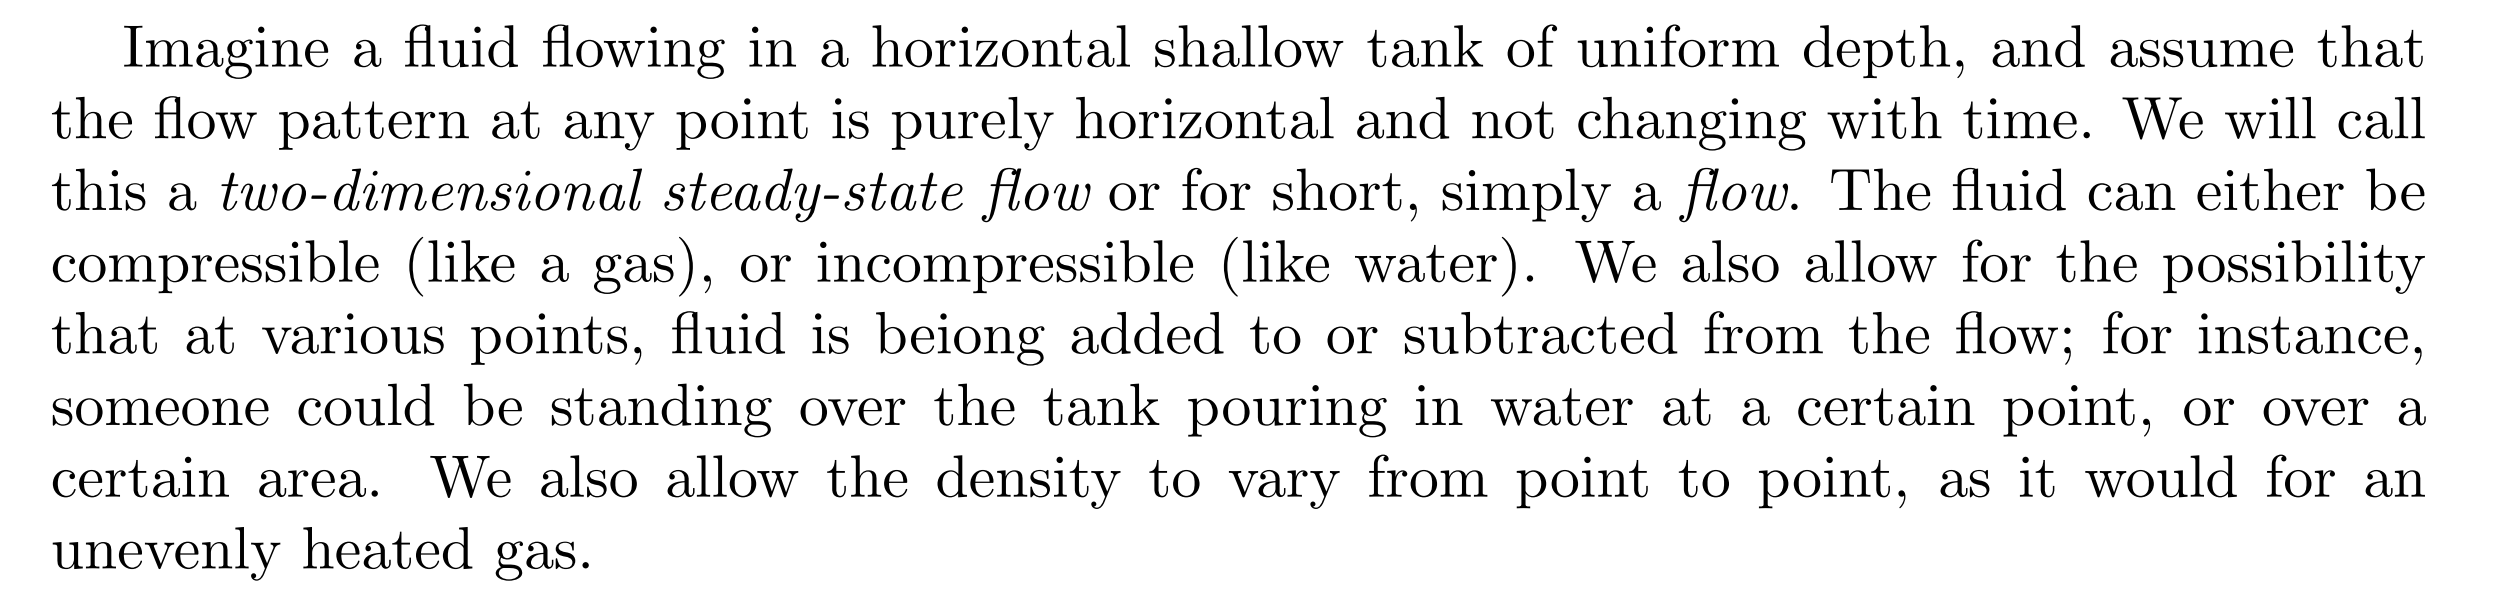 Imagine a fluid flowing in a horizontal shallow tank of uniform depth, and assume that
the flow pattern at any point is purely horizontal and not changing with time. We will call
this a two-dimensional steady-state flow or for short, simply a flow. The fluid can either be
compressible (like a gas), or incompressible (like water). We also allow for the possibility
that at various points, fluid is beiong added to or subtracted from the flow; for instance,
someone could be standing over the tank pouring in water at a certain point, or over a
certain area. We also allow the density to vary from point to point, as it would for an
unevenly heated gas.